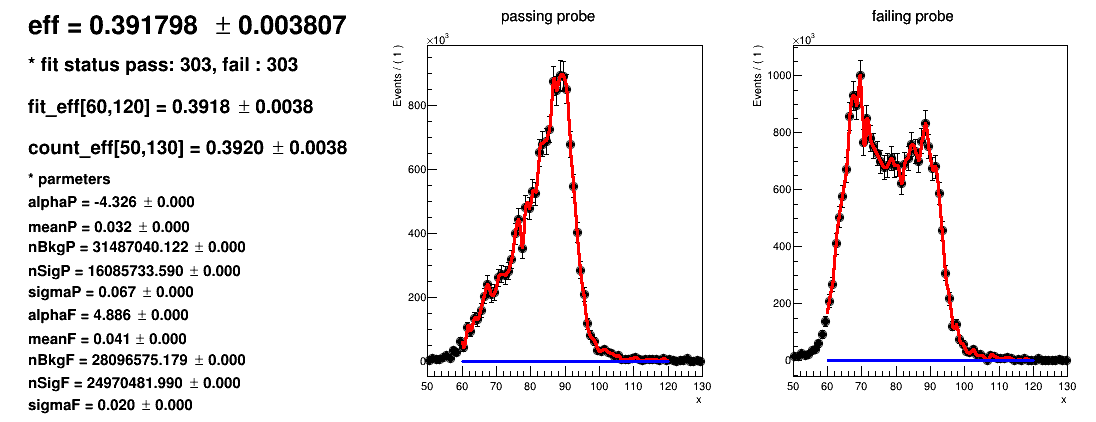 eff = 0.391798 ± 0.003807
* fit status pass: 303, fail : 303
fit_eff[60,120] = 0.3918 ± 0.0038
count_eff[50,130] = 0.3920 ± 0.0038
* parmeters
alphaP = -4.326 ± 0.000
meanP = 0.032 ± 0.000
nBkgP = 31487040.122 ± 0.000
nSigP = 16085733.590 ± 0.000
sigmaP = 0.067 ± 0.000
alphaF = 4.886 ± 0.000
meanF = 0.041 ± 0.000
nBkgF = 28096575.179 ± 0.000
nSigF = 24970481.990 ± 0.000
sigmaF = 0.020 ± 0.000
passing probe
×10³
Events / ( 1 )
800
600
400
200
0
50 60 70 80 90 100 110 120 130
x
failing probe
×10³
Events / ( 1 )
1000
800
600
400
200
0
50 60 70 80 90 100 110 120 130
x